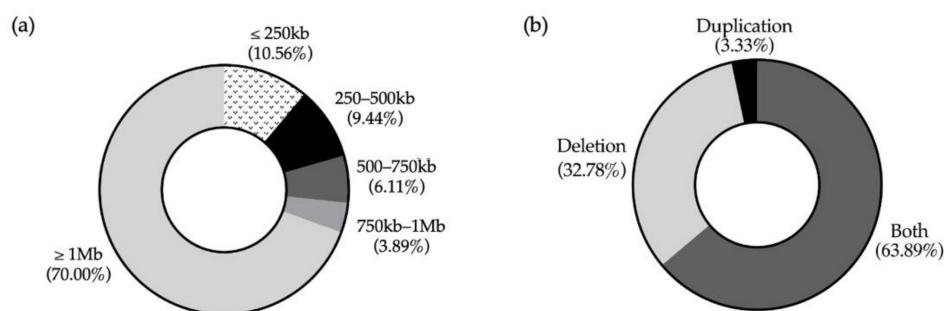 (a)
≤ 250kb
(10.56%)
250–500kb
(9.44%)
500–750kb
(6.11%)
750kb–1Mb
(3.89%)
≥ 1Mb
(70.00%)
(b)
Duplication
(3.33%)
Deletion
(32.78%)
Both
(63.89%)